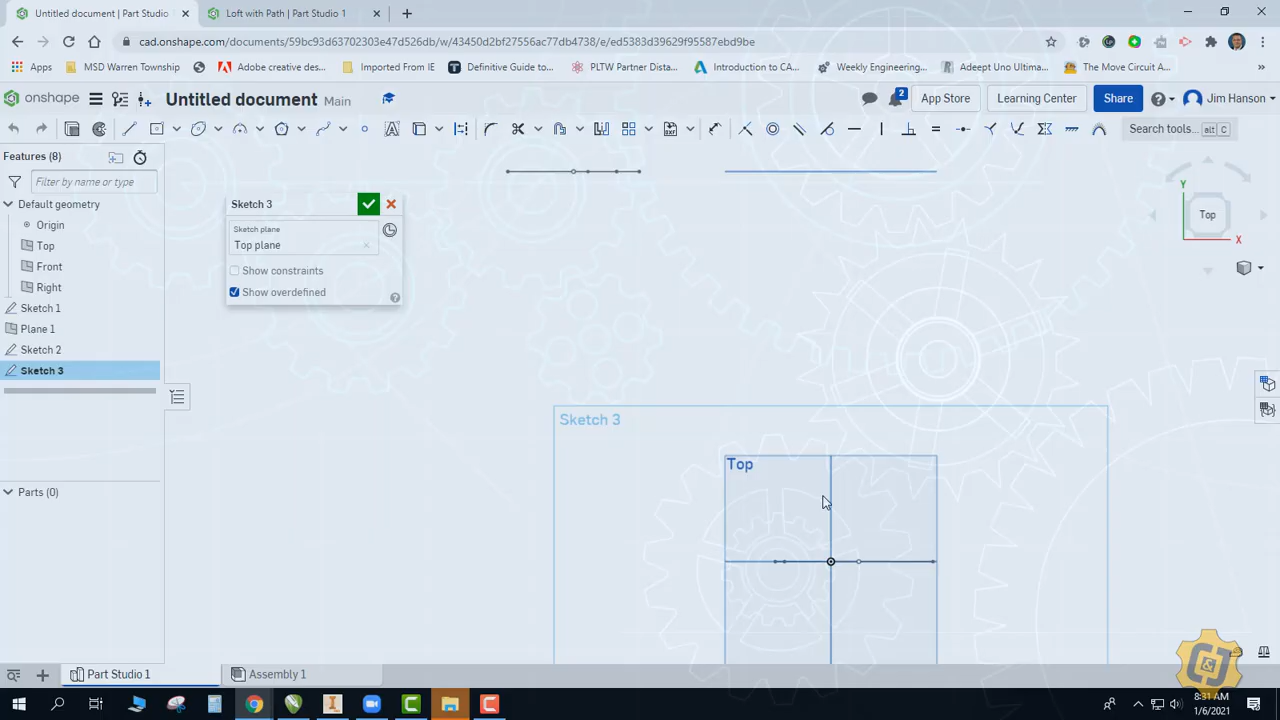 Untitled document | Part Studio 1
Loft with Path | Part Studio 1
cad.onshape.com/documents/59bc93d63702303d47d526db/w/43450d2bf27556ac77db4738/e/ed5383d39629f95587ebd9be
Apps
MSD Warren Township
Adobe creative des...
Imported From IE
Definitive Guide to...
PLTW Partner Dista...
Introduction to CA...
Weekly Engineering...
Adept Uno Ultima...
The Move Circuit A...
»
onshape
Untitled document Main
2
App Store
Learning Center
Share
Jim Hanson
Search tools... alt C
Features (8)
Filter by name or type
Default geometry
Origin
Top
Front
Right
Sketch 1
Plane 1
Sketch 2
Sketch 3
Parts (0)
Sketch 3
Sketch plane
Top plane
Show constraints
Show overdefined
Sketch 3
Top
Y
Top
X
Part Studio 1
Assembly 1
8:31 AM
1/6/2021